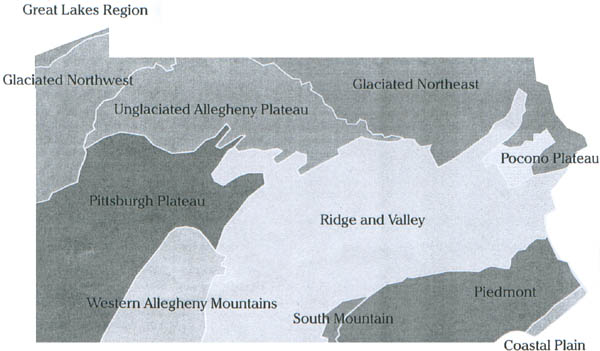 Great Lakes Region
Glaciated Northwest
Glaciated Northeast
Unglaciated Allegheny Plateau
Pocono Plateau
Pittsburgh Plateau
Ridge and Valley
Western Allegheny Mountains
Piedmont
South Mountain
Coastal Plain